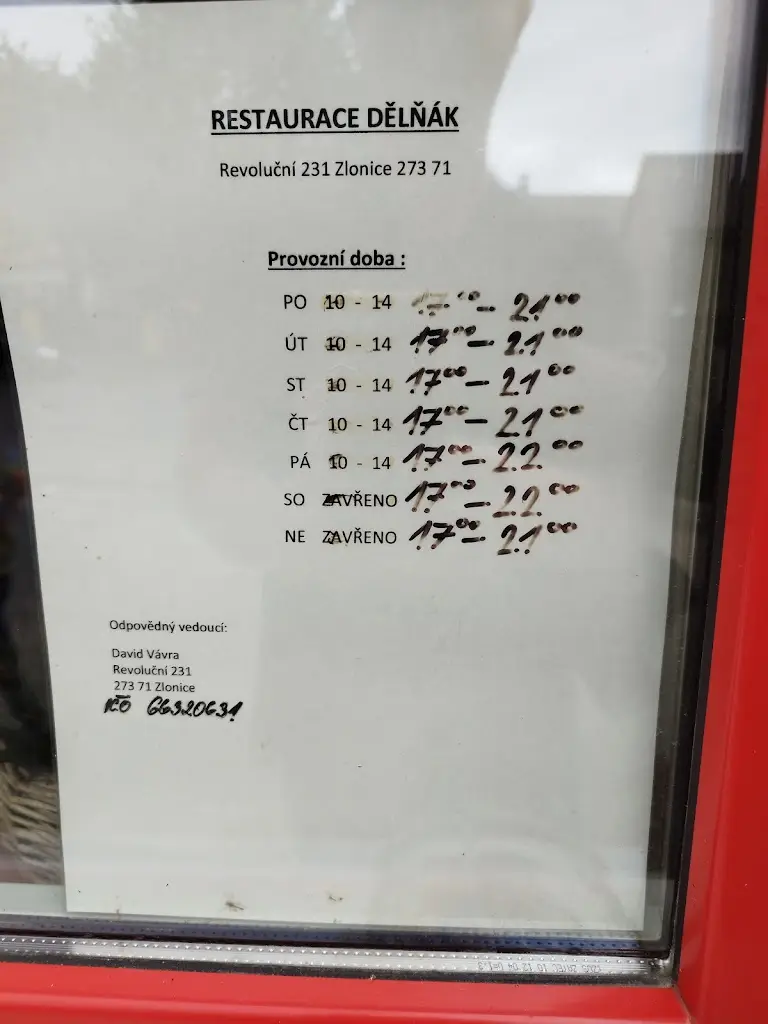 RESTAURACE DĚLŇÁK
Revoluční 231 Zlonice 273 71
Provozní doba :
PO 10 - 14 17⁰⁰ - 21⁰⁰
ÚT 10 - 14 17⁰⁰ - 21⁰⁰
ST 10 - 14 17⁰⁰ - 21⁰⁰
ČT 10 - 14 17⁰⁰ - 21⁰⁰
PÁ 10 - 14 17⁰⁰ - 22⁰⁰
SO ZAVŘENO 17⁰⁰ - 22⁰⁰
NE ZAVŘENO 17⁰⁰ - 21⁰⁰
Odpovědný vedoucí:
David Vávra
Revoluční 231
273 71 Zlonice
IČO 66320631